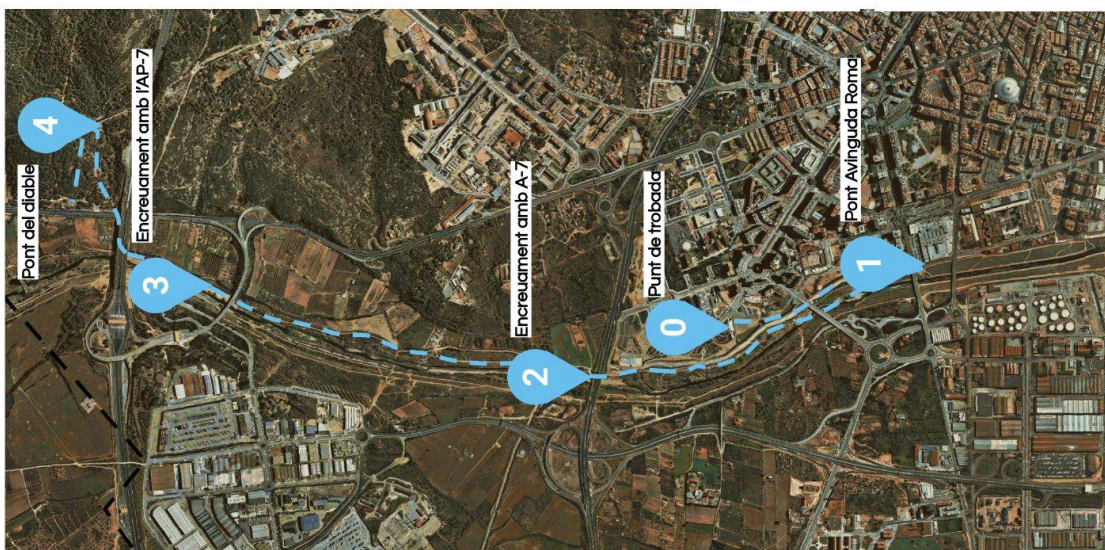 Pont del diable
4
Encreuament amb l'AP-7
3
Encreuament amb A-7
2
Punt de trobada
0
Pont Avinguda Roma
1